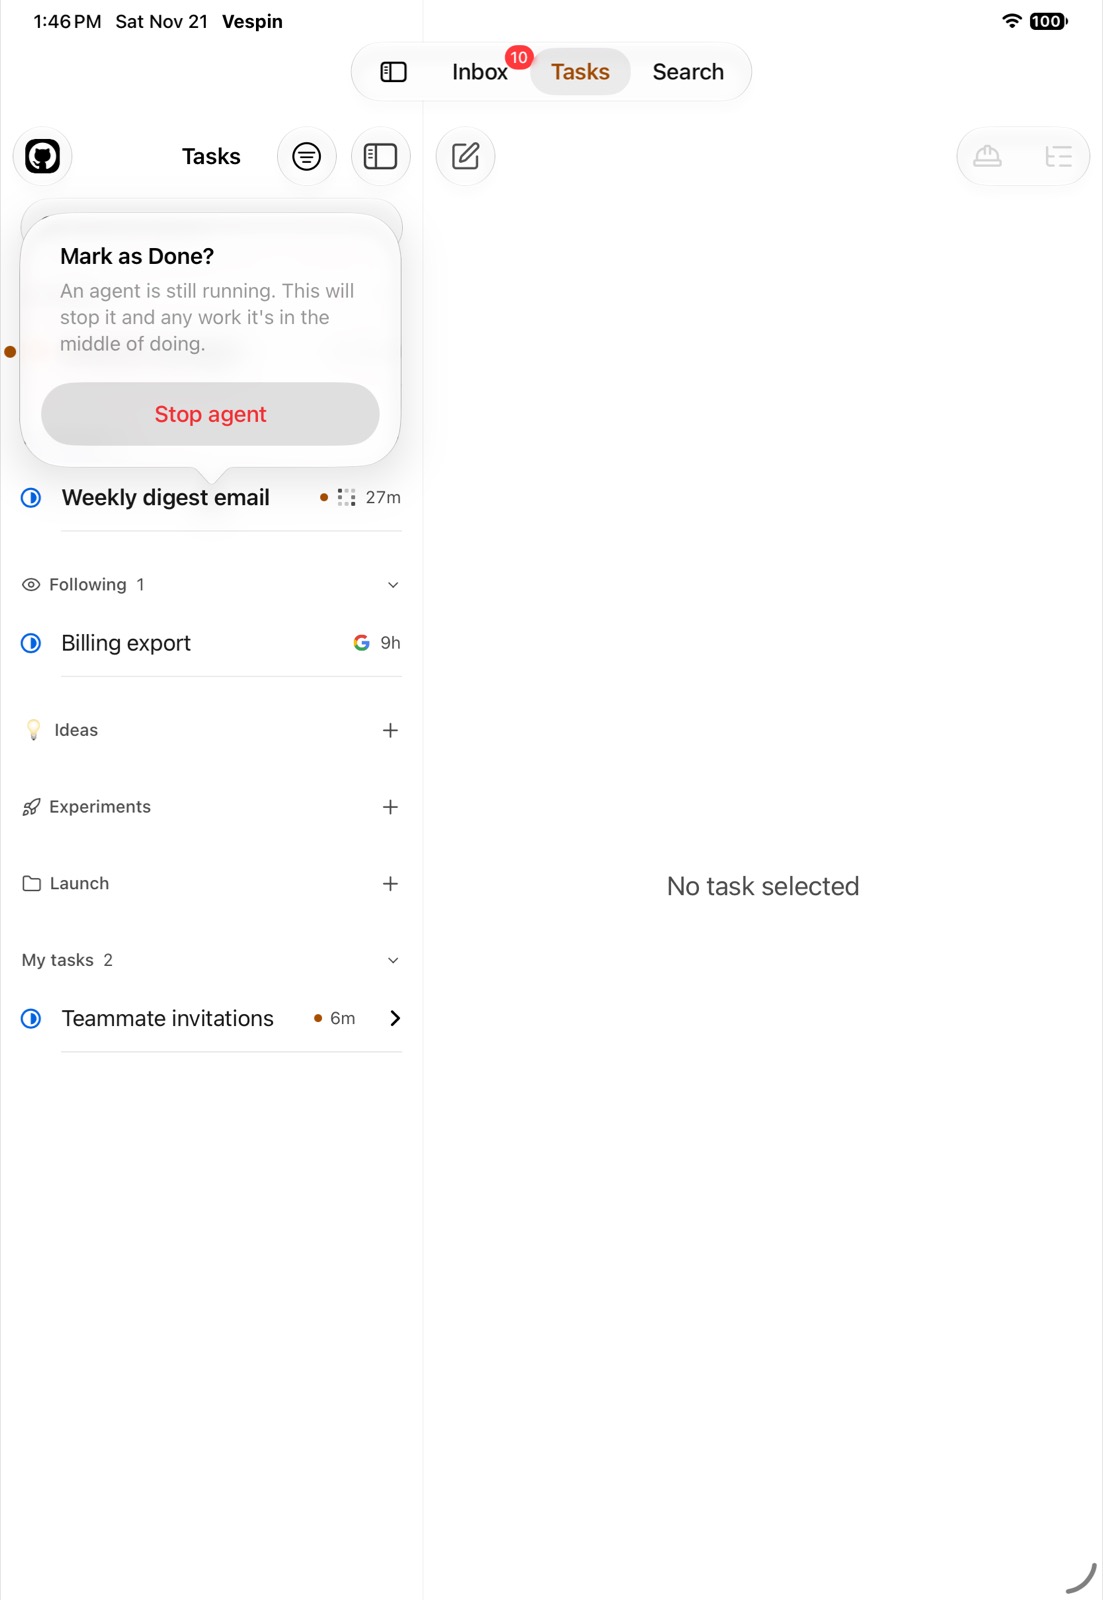 1:46 PM Sat Nov 21 Vespin
100
Inbox 10 Tasks Search
Tasks
Mark as Done?
An agent is still running. This will
stop it and any work it's in the
middle of doing.
Stop agent
Weekly digest email 27m
Following 1
Billing export 9h
Ideas
Experiments
Launch
No task selected
My tasks 2
Teammate invitations 6m